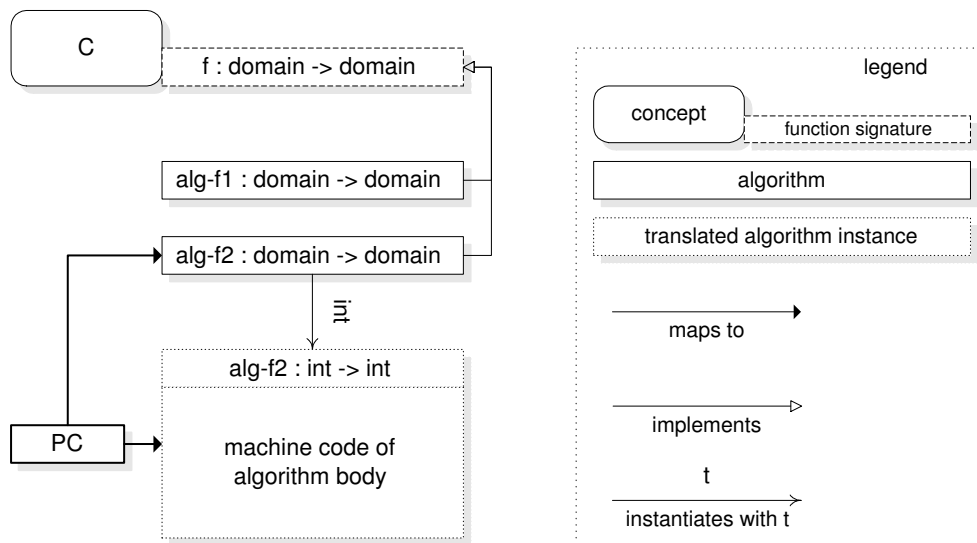 C
f : domain -> domain
alg-f1 : domain -> domain
alg-f2 : domain -> domain
int
alg-f2 : int -> int
PC
machine code of
algorithm body
legend
concept
function signature
algorithm
translated algorithm instance
maps to
implements
t
instantiates with t